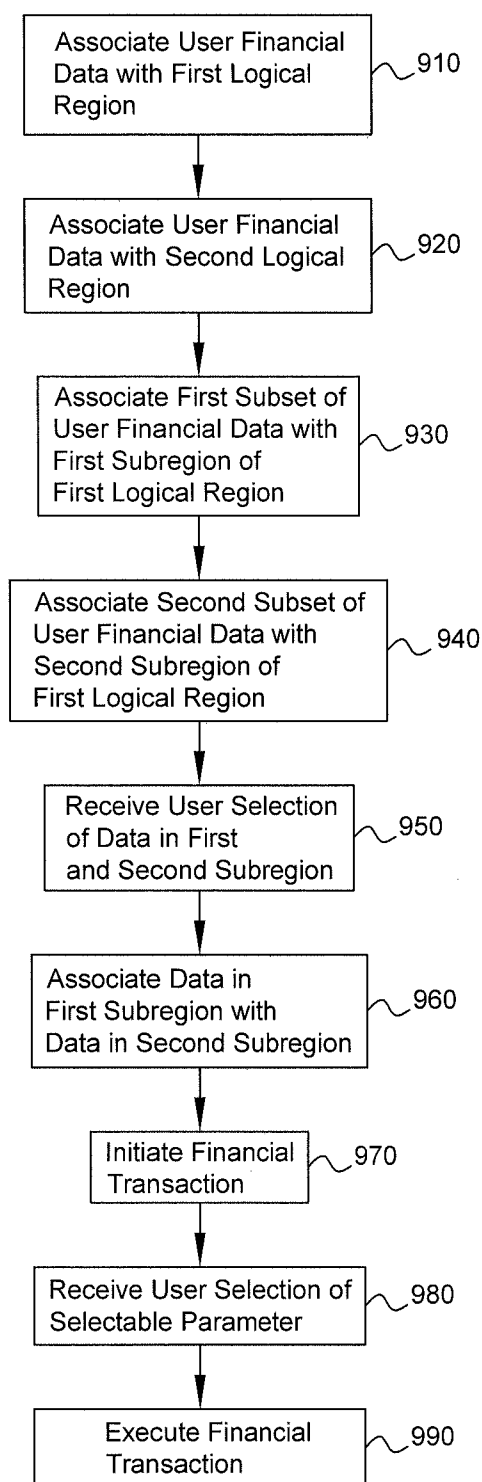 Associate User Financial
Data with First Logical
Region
910
Associate User Financial
Data with Second Logical
Region
920
Associate First Subset of
User Financial Data with
First Subregion of
First Logical Region
930
Associate Second Subset of
User Financial Data with
Second Subregion of
First Logical Region
940
Receive User Selection
of Data in First
and Second Subregion
950
Associate Data in
First Subregion with
Data in Second Subregion
960
Initiate Financial
Transaction
970
Receive User Selection of
Selectable Parameter
980
Execute Financial
Transaction
990